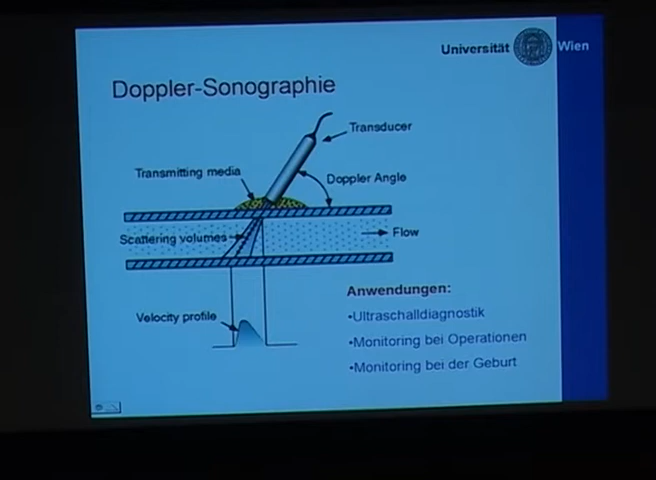 Universität Wien
Doppler-Sonographie
Transducer
Transmitting media
Doppler Angle
Scattering volumes
Flow
Velocity profile
Anwendungen:
•Ultraschalldiagnostik
•Monitoring bei Operationen
•Monitoring bei der Geburt